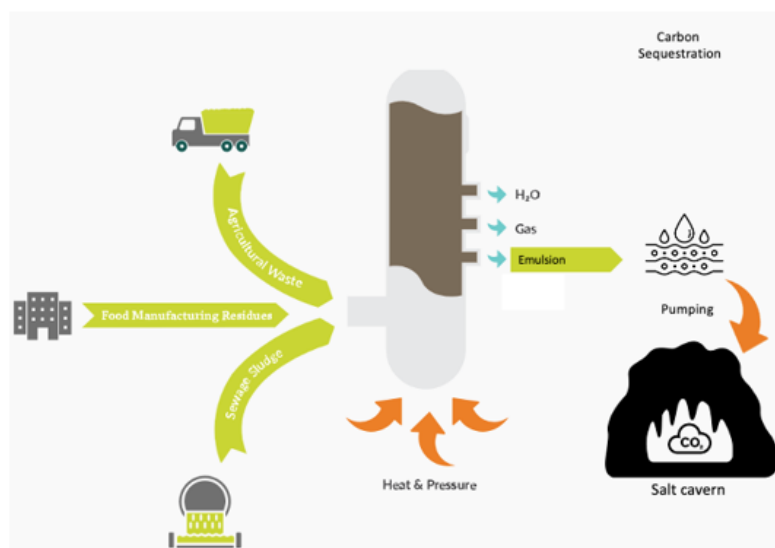 Carbon
Sequestration
Agricultural Waste
H₂O
Gas
Food Manufacturing Residues
Emulsion
Pumping
Sewage Sludge
CO₂
Heat & Pressure
Salt cavern